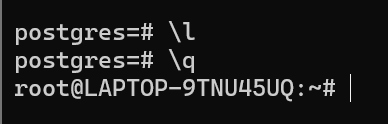 postgres=# \l
postgres=# \q
root@LAPTOP-9TNU45UQ:~#